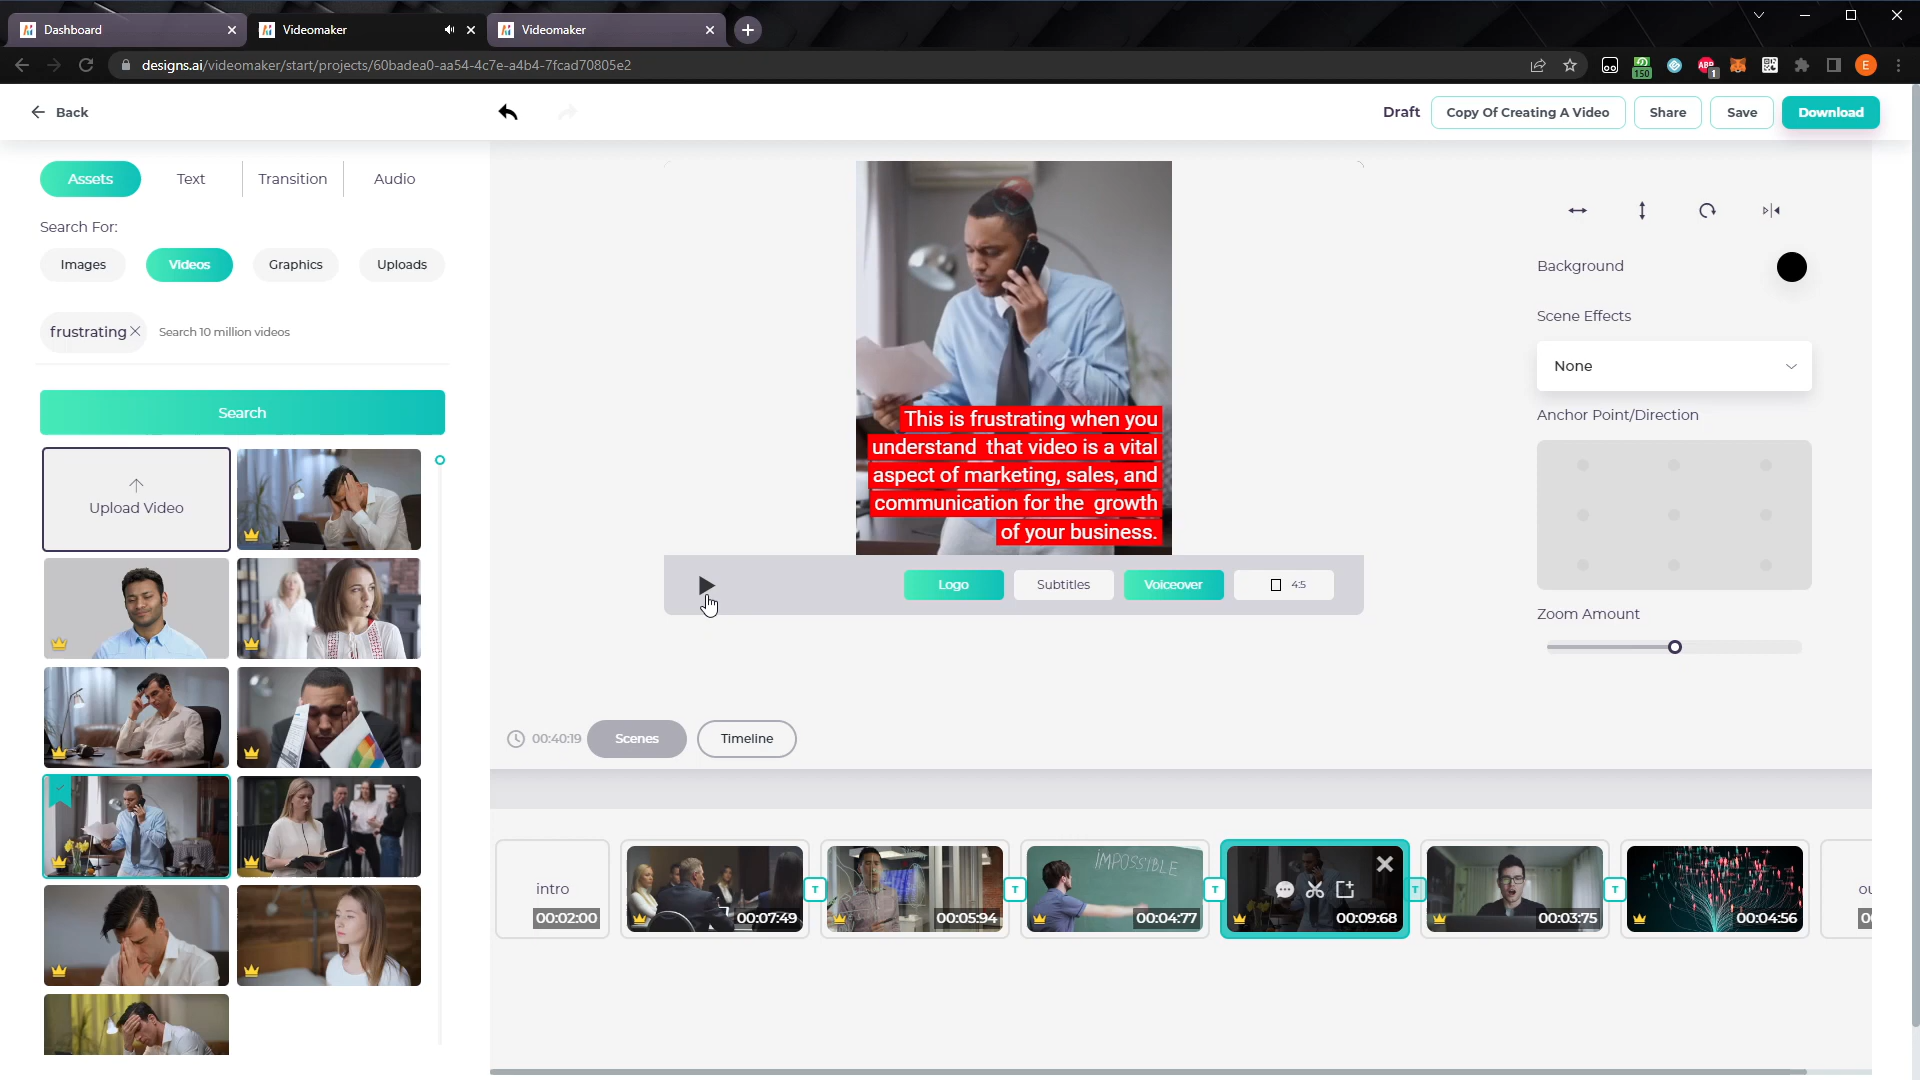 Dashboard
Videomaker
Videomaker
designs.ai/videomaker/start/projects/60badea0-aa54-4c7e-a4b4-7fcad70805e2
150
ABP
1
E
Back
Draft
Copy Of Creating A Video
Share
Save
Download
Assets
Text
Transition
Audio
Search For:
Images
Videos
Graphics
Uploads
frustrating
Search 10 million videos
Search
Upload Video
This is frustrating when you
understand that video is a vital
aspect of marketing, sales, and
communication for the growth
of your business.
Logo
Subtitles
Voiceover
4:5
Background
Scene Effects
None
Anchor Point/Direction
Zoom Amount
00:40:19
Scenes
Timeline
intro
00:02:00
00:07:49
T
00:05:94
T
IMPOSSIBLE
00:04:77
T
00:09:68
T
00:03:75
T
00:04:56